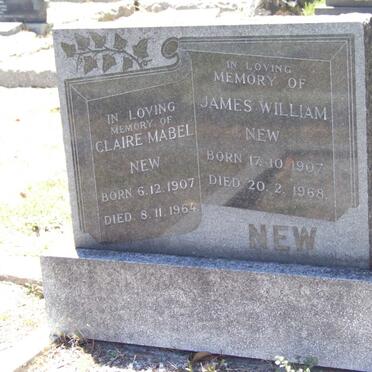 IN LOVING
MEMORY OF
CLAIRE MABEL
NEW
BORN 6.12.1907
DIED 8.11.1964
IN LOVING
MEMORY OF
JAMES WILLIAM
NEW
BORN 17.10.1907
DIED 20.2.1968.
NEW